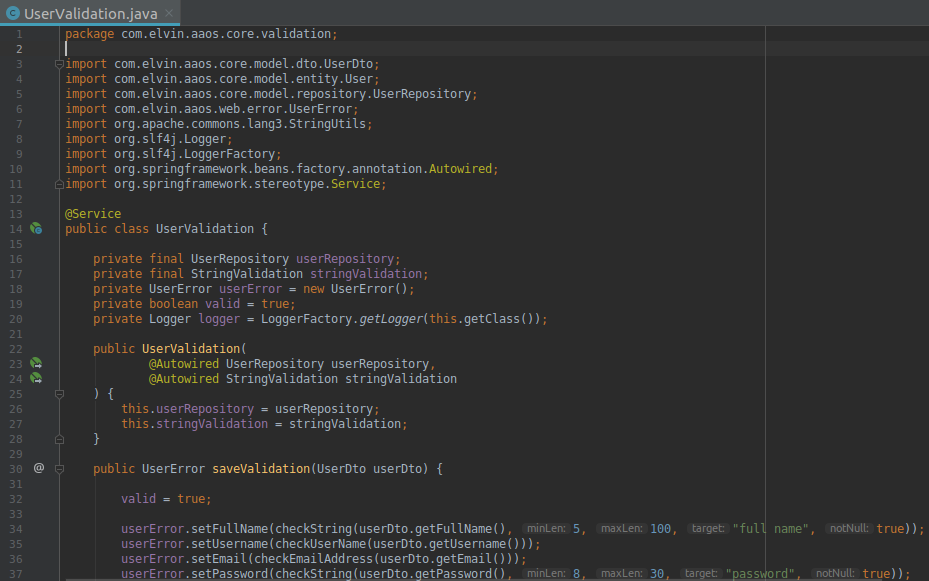 UserValidation.java
1 package com.elvin.aaos.core.validation;
2
3 import com.elvin.aaos.core.model.dto.UserDto;
4 import com.elvin.aaos.core.model.entity.User;
5 import com.elvin.aaos.core.model.repository.UserRepository;
6 import com.elvin.aaos.web.error.UserError;
7 import org.apache.commons.lang3.StringUtils;
8 import org.slf4j.Logger;
9 import org.slf4j.LoggerFactory;
10 import org.springframework.beans.factory.annotation.Autowired;
11 import org.springframework.stereotype.Service;
12
13 @Service
14 public class UserValidation {
15
16 private final UserRepository userRepository;
17 private final StringValidation stringValidation;
18 private UserError userError = new UserError();
19 private boolean valid = true;
20 private Logger logger = LoggerFactory.getLogger(this.getClass());
21
22 public UserValidation(
23 @Autowired UserRepository userRepository,
24 @Autowired StringValidation stringValidation
25 ) {
26 this.userRepository = userRepository;
27 this.stringValidation = stringValidation;
28 }
29
30 @ public UserError saveValidation(UserDto userDto) {
31
32 valid = true;
33
34 userError.setFullName(checkString(userDto.getFullName(), minLen: 5, maxLen: 100, target: "full name", notNull: true));
35 userError.setUsername(checkUserName(userDto.getUsername()));
36 userError.setEmail(checkEmailAddress(userDto.getEmail()));
37 userError.setPassword(checkString(userDto.getPassword(), minLen: 8, maxLen: 30, target: "password", notNull: true));